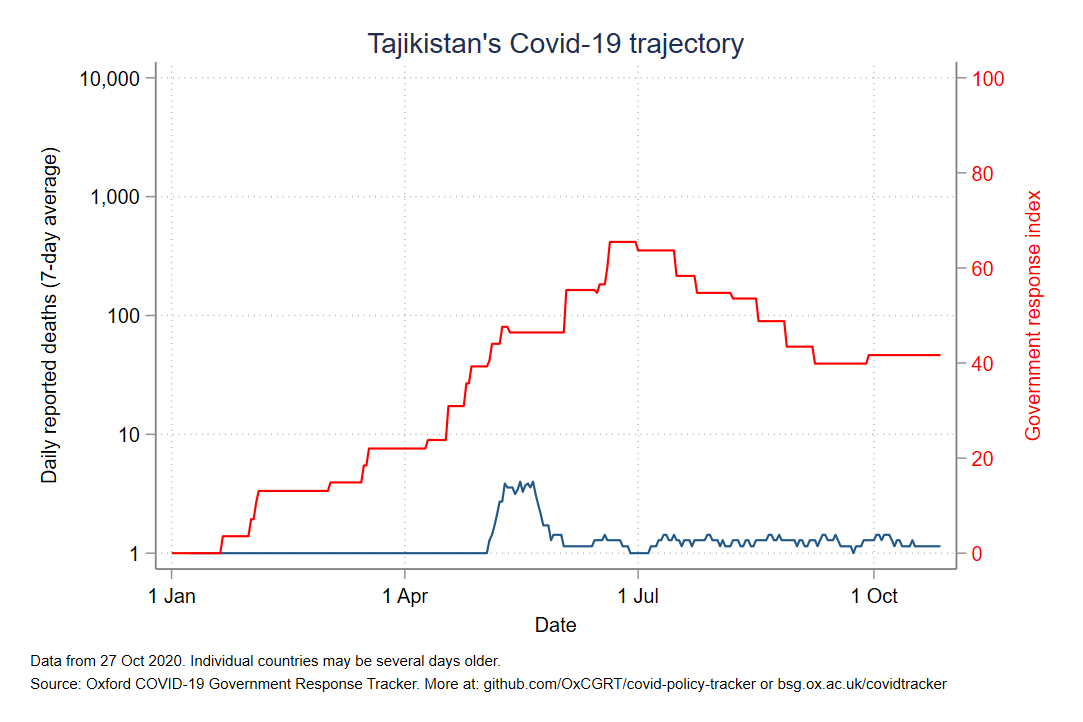 Tajikistan's Covid-19 trajectory
10,000
1,000
100
10
1
Daily reported deaths (7-day average)
100
80
60
40
20
0
Government response index
1 Jan
1 Apr
1 Jul
1 Oct
Date
Data from 27 Oct 2020. Individual countries may be several days older.
Source: Oxford COVID-19 Government Response Tracker. More at: github.com/OxCGRT/covid-policy-tracker or bsg.ox.ac.uk/covidtracker